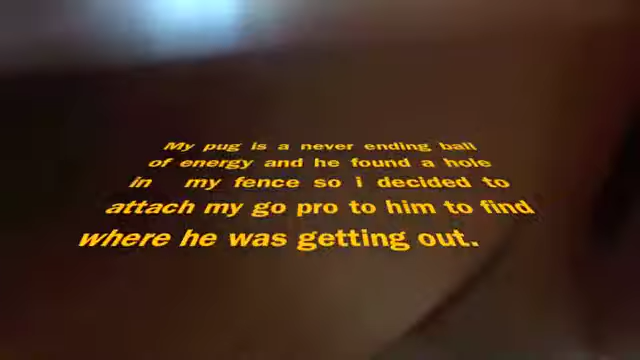 My pug is a never ending ball
of energy and he found a hole
in my fence so i decided to
attach my go pro to him to find
where he was getting out.